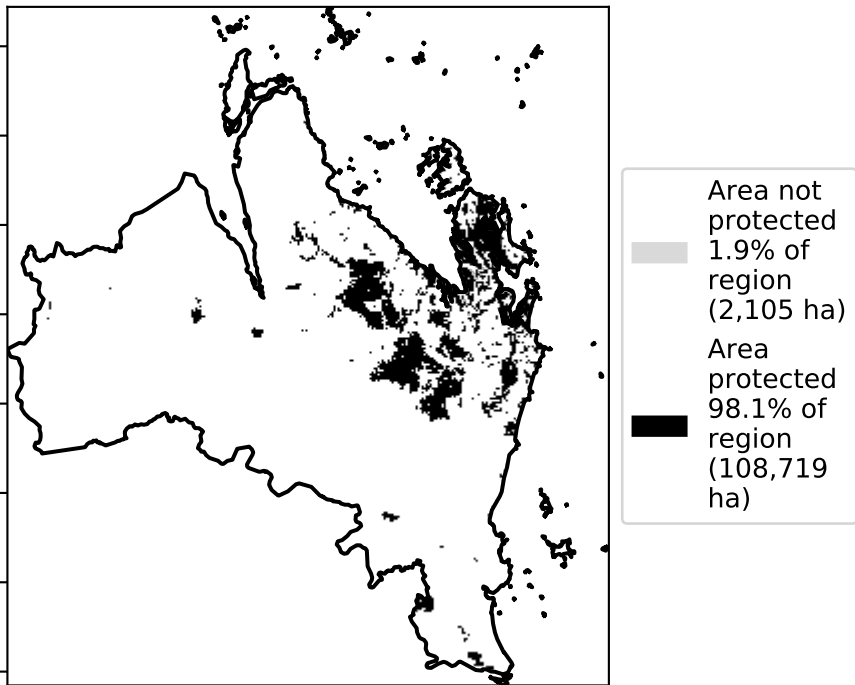 Area not
protected
1.9% of
region
(2,105 ha)
Area
protected
98.1% of
region
(108,719
ha)